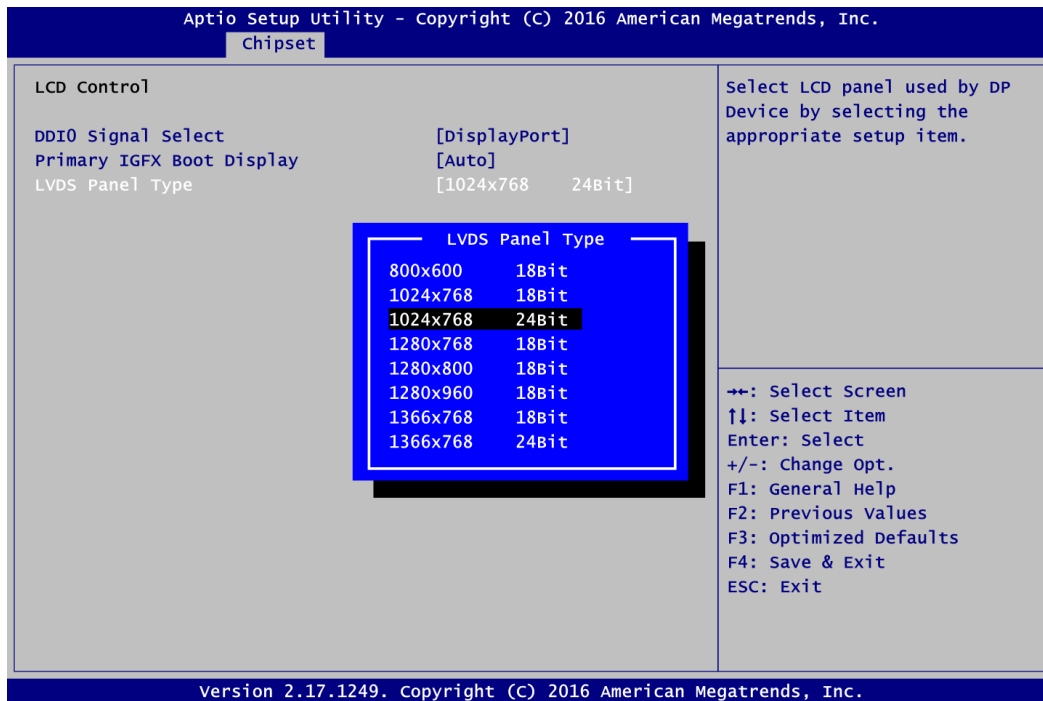 Aptio Setup Utility – Copyright (C) 2016 American Megatrends, Inc.
Chipset
LCD Control
DDI0 Signal Select [DisplayPort]
Primary IGFX Boot Display [Auto]
LVDS Panel Type [1024x768 24Bit]
LVDS Panel Type
800x600 18Bit
1024x768 18Bit
1024x768 24Bit
1280x768 18Bit
1280x800 18Bit
1280x960 18Bit
1366x768 18Bit
1366x768 24Bit
Select LCD panel used by DP
Device by selecting the
appropriate setup item.
→←: Select Screen
↑↓: Select Item
Enter: Select
+/-: Change Opt.
F1: General Help
F2: Previous Values
F3: Optimized Defaults
F4: Save & Exit
ESC: Exit
Version 2.17.1249. Copyright (C) 2016 American Megatrends, Inc.